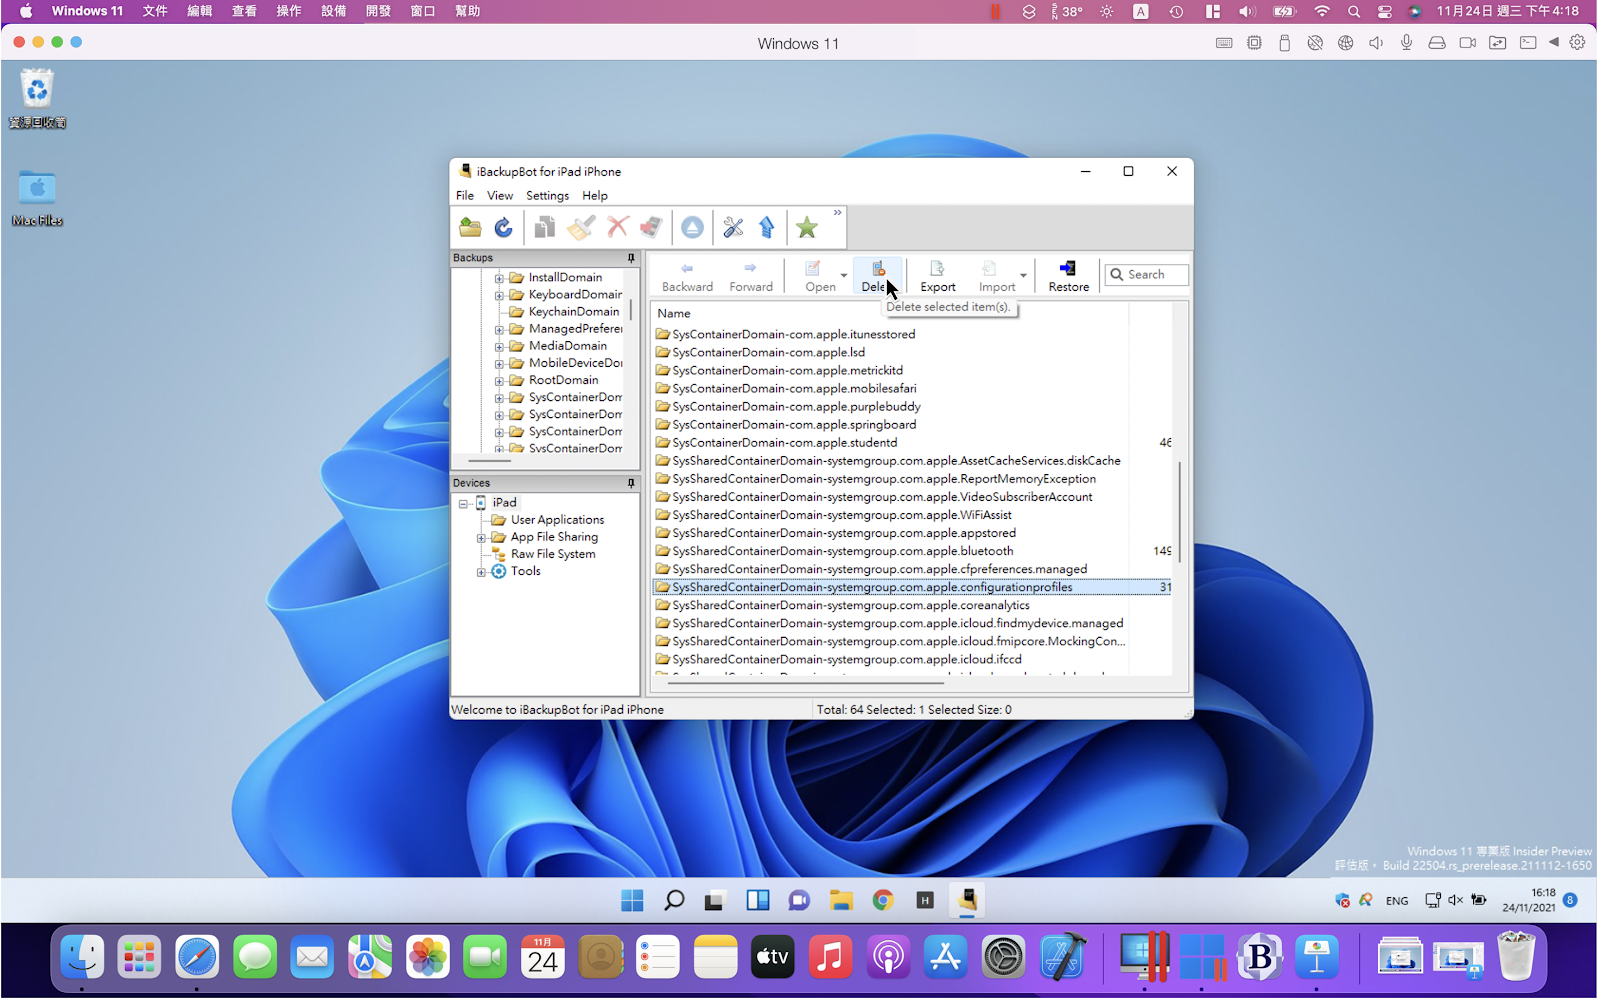 Windows 11 文件 編輯 查看 操作 設備 開發 窗口 幫助 SEN 38° A 11月24日 週三 下午4:18
Windows 11
資源回收筒
Mac Files
iBackupBot for iPad iPhone
File View Settings Help
»
Backups
InstallDomain
KeyboardDomain
KeychainDomain
ManagedPreferer
MediaDomain
MobileDeviceDor
RootDomain
SysContainerDom
SysContainerDom
SysContainerDom
SysContainerDom
Devices
iPad
User Applications
App File Sharing
Raw File System
Tools
Backward Forward Open Dele Export Import Restore Search
Delete selected item(s).
Name
SysContainerDomain-com.apple.itunesstored
SysContainerDomain-com.apple.lsd
SysContainerDomain-com.apple.metrickitd
SysContainerDomain-com.apple.mobilesafari
SysContainerDomain-com.apple.purplebuddy
SysContainerDomain-com.apple.springboard
SysContainerDomain-com.apple.studentd 46
SysSharedContainerDomain-systemgroup.com.apple.AssetCacheServices.diskCache
SysSharedContainerDomain-systemgroup.com.apple.ReportMemoryException
SysSharedContainerDomain-systemgroup.com.apple.VideoSubscriberAccount
SysSharedContainerDomain-systemgroup.com.apple.WiFiAssist
SysSharedContainerDomain-systemgroup.com.apple.appstored
SysSharedContainerDomain-systemgroup.com.apple.bluetooth 149
SysSharedContainerDomain-systemgroup.com.apple.cfpreferences.managed
SysSharedContainerDomain-systemgroup.com.apple.configurationprofiles 31
SysSharedContainerDomain-systemgroup.com.apple.coreanalytics
SysSharedContainerDomain-systemgroup.com.apple.icloud.findmydevice.managed
SysSharedContainerDomain-systemgroup.com.apple.icloud.fmipcore.MockingCon...
SysSharedContainerDomain-systemgroup.com.apple.icloud.ifccd
Welcome to iBackupBot for iPad iPhone Total: 64 Selected: 1 Selected Size: 0
Windows 11 專業版 Insider Preview
評估版。 Build 22504.rs_prerelease.211112-1650
H
ENG
16:18
24/11/2021
8
11月
24
tv
B